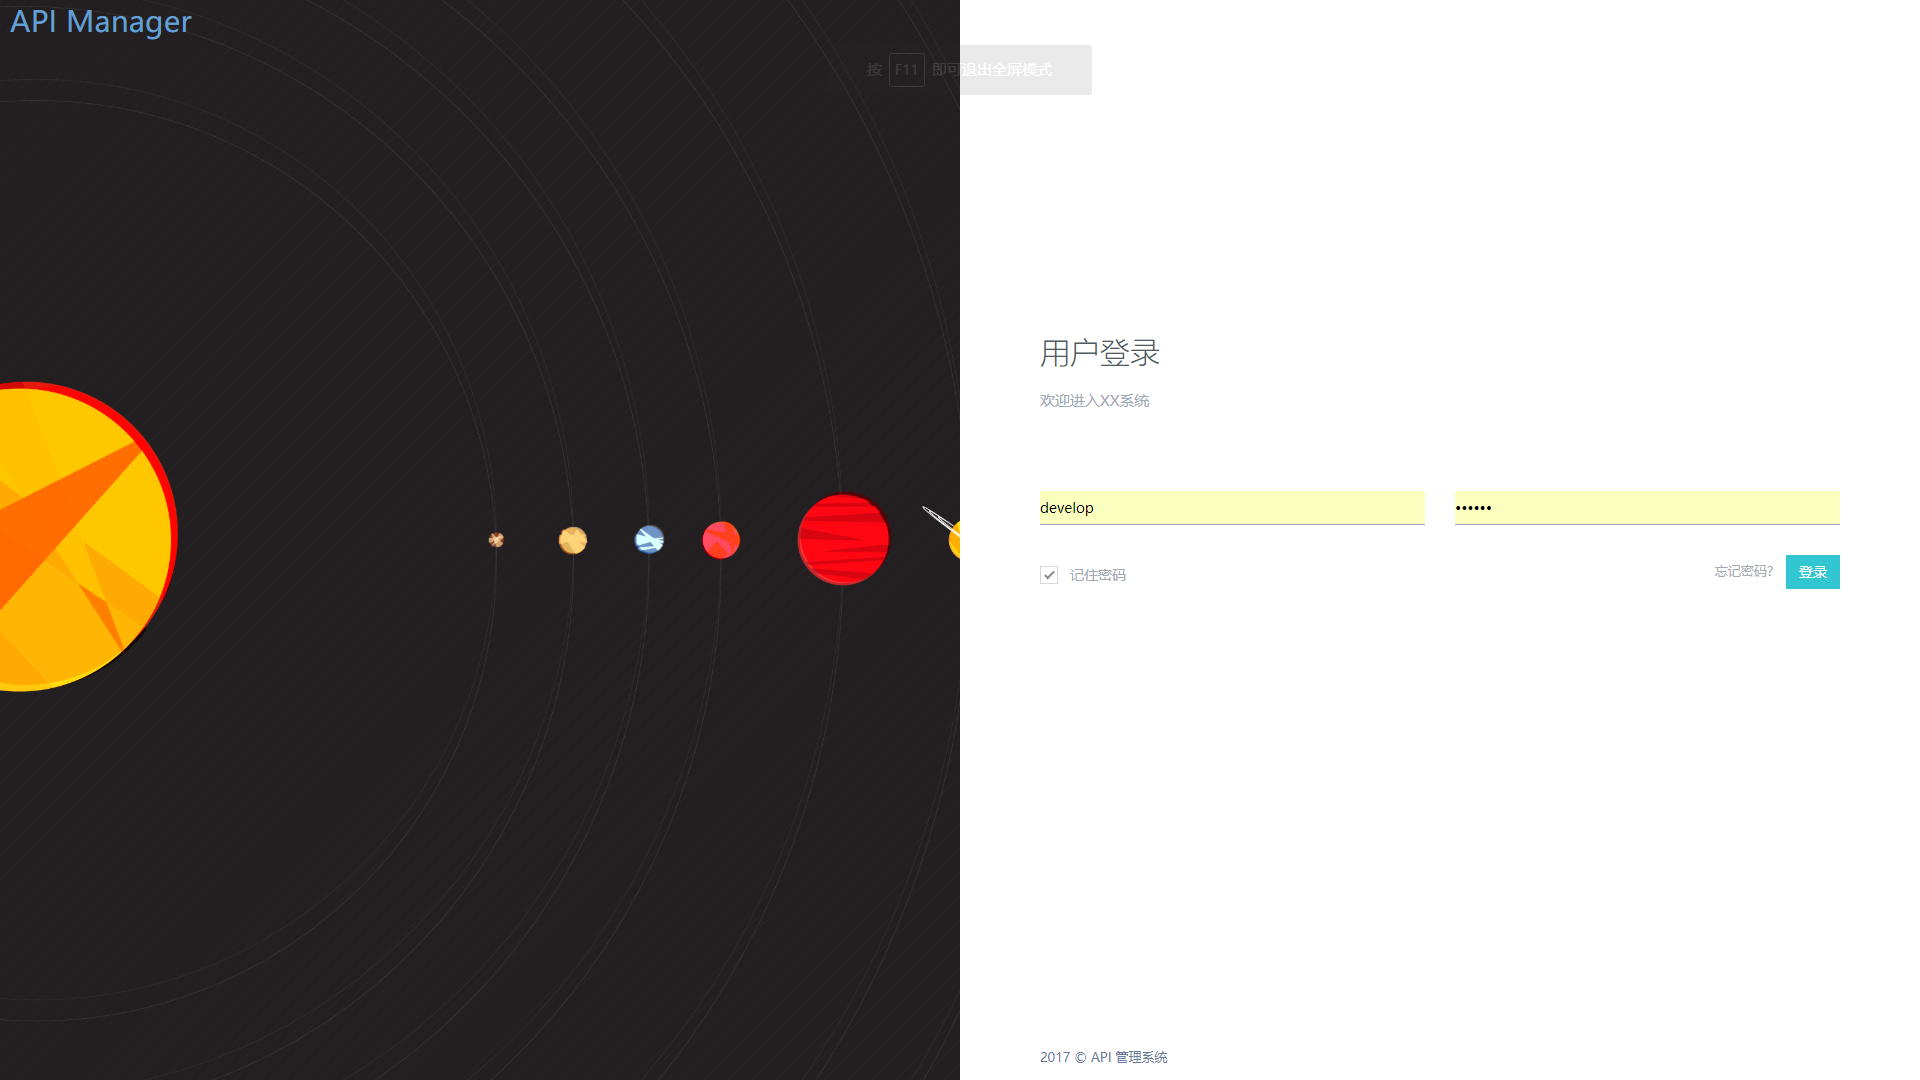 API Manager
按 F11 即可退出全屏模式
用户登录
欢迎进入XX系统
develop
••••••
记住密码
忘记密码?
登录
2017 © API 管理系统